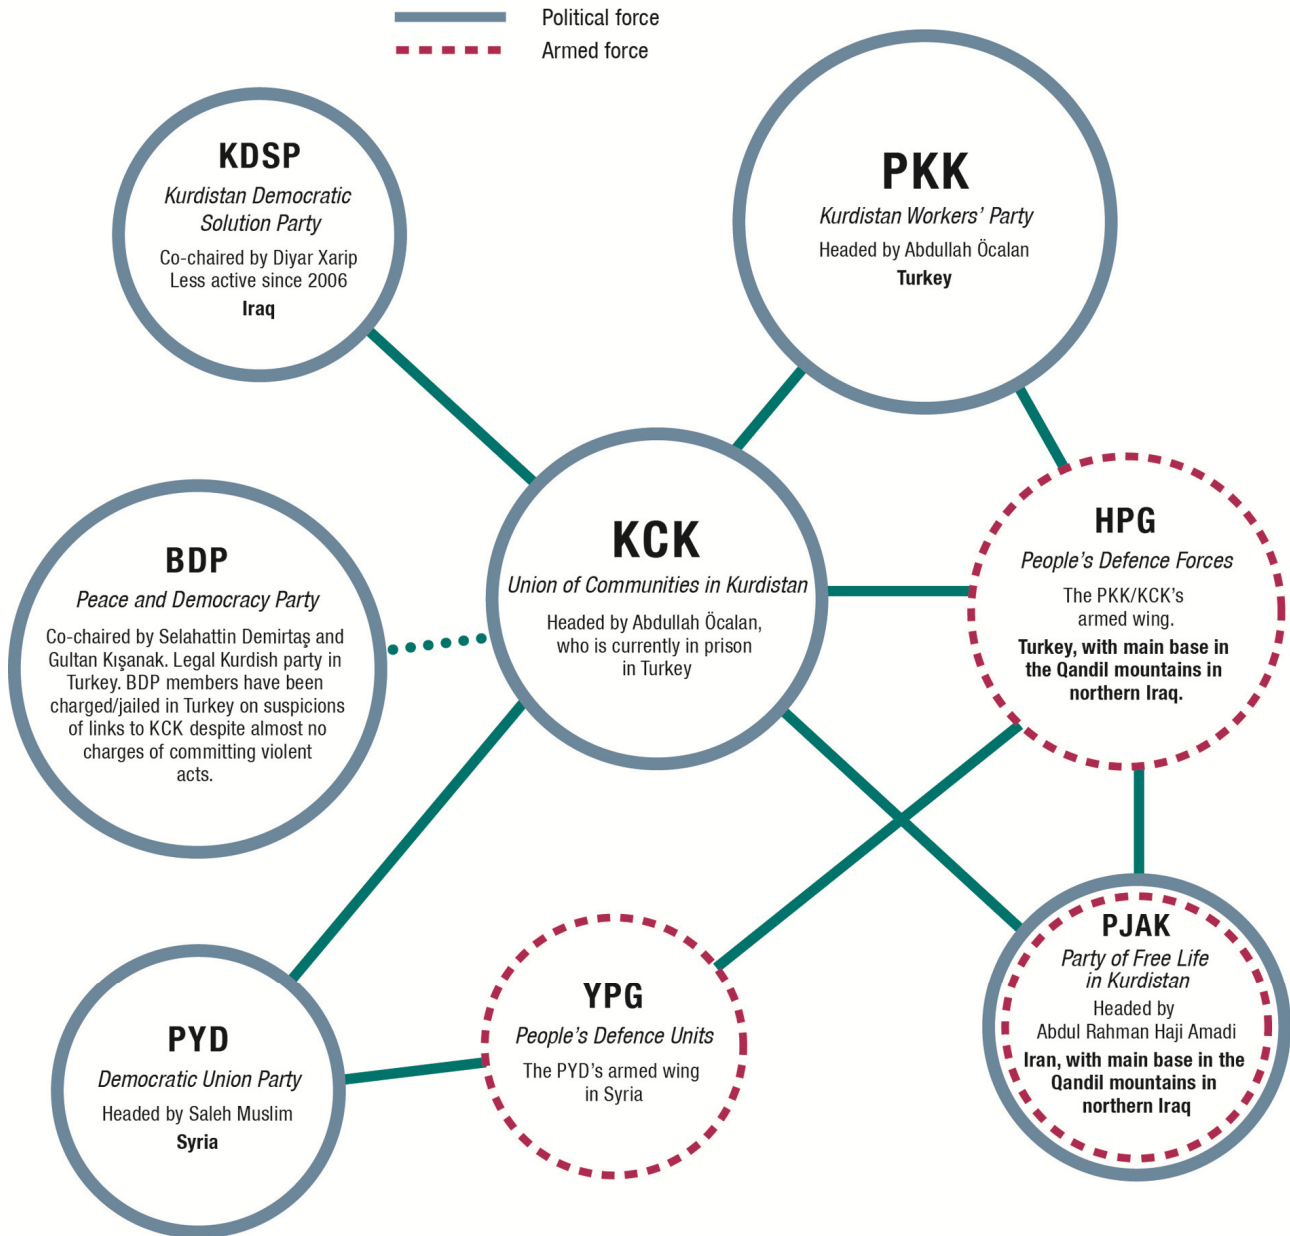 Political force
Armed force
KDSP
Kurdistan Democratic
Solution Party
Co-chaired by Diyar Xarip
Less active since 2006
Iraq
PKK
Kurdistan Workers’ Party
Headed by Abdullah Öcalan
Turkey
BDP
Peace and Democracy Party
Co-chaired by Selahattin Demirtaş and
Gultan Kışanak. Legal Kurdish party in
Turkey. BDP members have been
charged/jailed in Turkey on suspicions
of links to KCK despite almost no
charges of committing violent
acts.
KCK
Union of Communities in Kurdistan
Headed by Abdullah Öcalan,
who is currently in prison
in Turkey
HPG
People’s Defence Forces
The PKK/KCK’s
armed wing.
Turkey, with main base in
the Qandil mountains in
northern Iraq.
PYD
Democratic Union Party
Headed by Saleh Muslim
Syria
YPG
People’s Defence Units
The PYD’s armed wing
in Syria
PJAK
Party of Free Life
in Kurdistan
Headed by
Abdul Rahman Haji Amadi
Iran, with main base in the
Qandil mountains in
northern Iraq